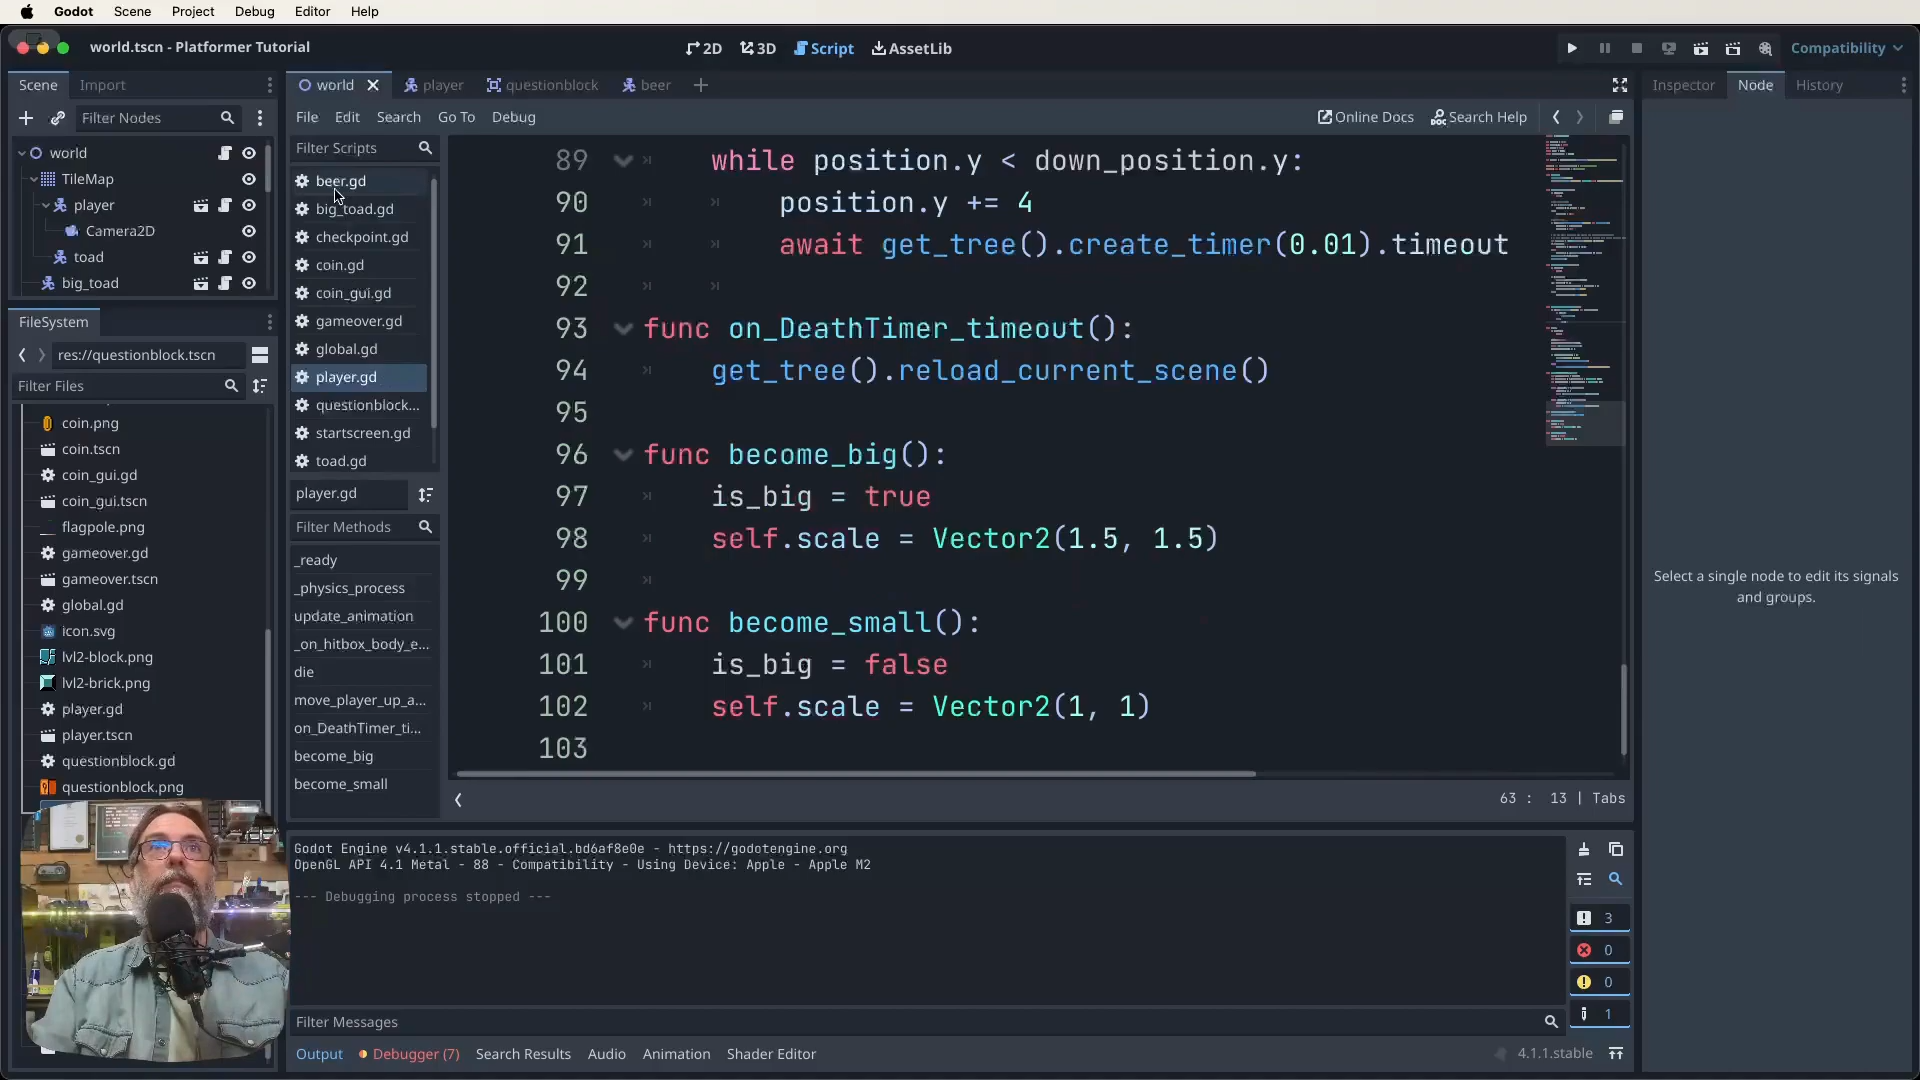 Godot Scene Project Debug Editor Help
world.tscn - Platformer Tutorial
2D 3D Script AssetLib
Compatibility
Scene Import
Filter Nodes
world
TileMap
player
Camera2D
toad
big_toad
FileSystem
res://questionblock.tscn
Filter Files
coin.png
coin.tscn
coin_gui.gd
coin_gui.tscn
flagpole.png
gameover.gd
gameover.tscn
global.gd
icon.svg
lvl2-block.png
lvl2-brick.png
player.gd
player.tscn
questionblock.gd
questionblock.png
world player questionblock beer
File Edit Search Go To Debug
Online Docs Search Help
Filter Scripts
beer.gd
big_toad.gd
checkpoint.gd
coin.gd
coin_gui.gd
gameover.gd
global.gd
player.gd
questionblock...
startscreen.gd
toad.gd
player.gd
Filter Methods
_ready
_physics_process
update_animation
_on_hitbox_body_e...
die
move_player_up_a...
on_DeathTimer_ti...
become_big
become_small
89 while position.y < down_position.y:
90 position.y += 4
91 await get_tree().create_timer(0.01).timeout
92
93 func on_DeathTimer_timeout():
94 get_tree().reload_current_scene()
95
96 func become_big():
97 is_big = true
98 self.scale = Vector2(1.5, 1.5)
99
100 func become_small():
101 is_big = false
102 self.scale = Vector2(1, 1)
103
63 : 13 | Tabs
Godot Engine v4.1.1.stable.official.bd6af8e0e - https://godotengine.org
OpenGL API 4.1 Metal - 88 - Compatibility - Using Device: Apple - Apple M2
--- Debugging process stopped ---
3
0
0
1
Filter Messages
Output Debugger (7) Search Results Audio Animation Shader Editor
4.1.1.stable
Inspector Node History
Select a single node to edit its signals
and groups.